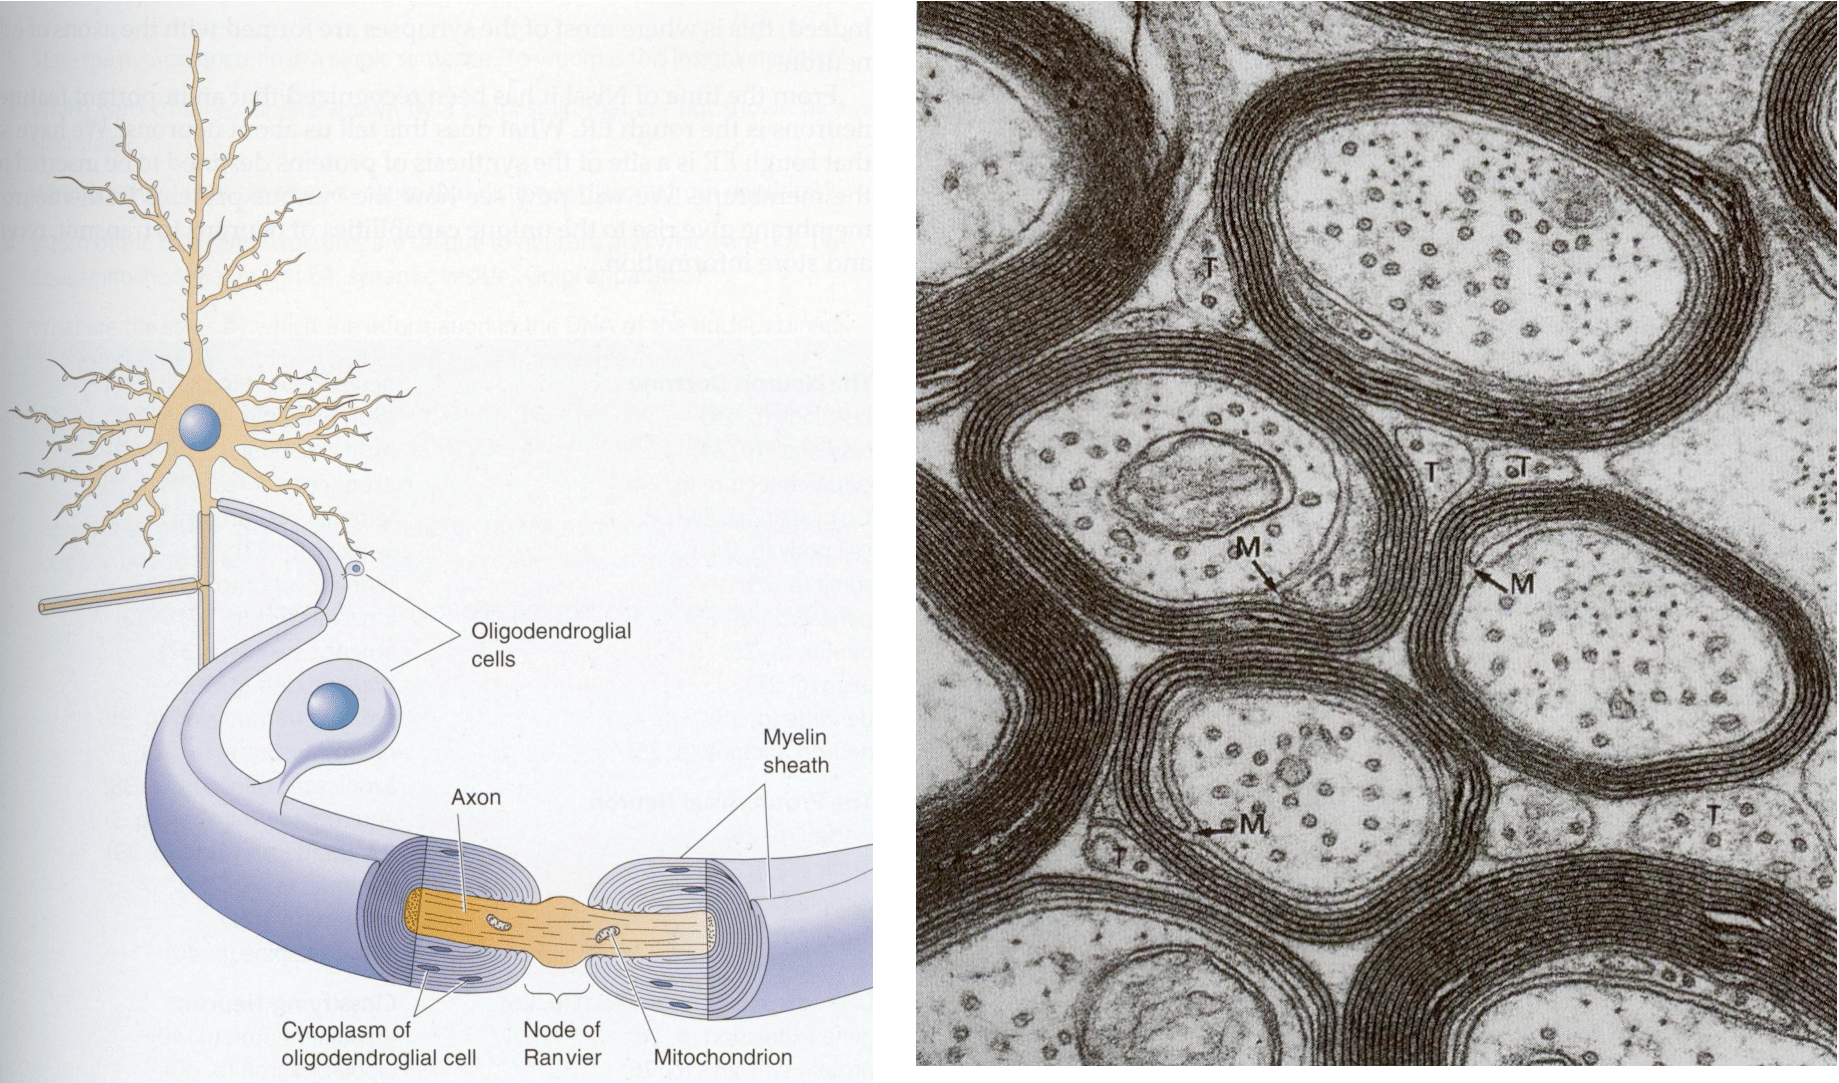 Oligodendroglial
cells
Myelin
sheath
Axon
Cytoplasm of
oligodendroglial cell
Node of
Ranvier
Mitochondrion
T
T
T
M
M
M
T
T